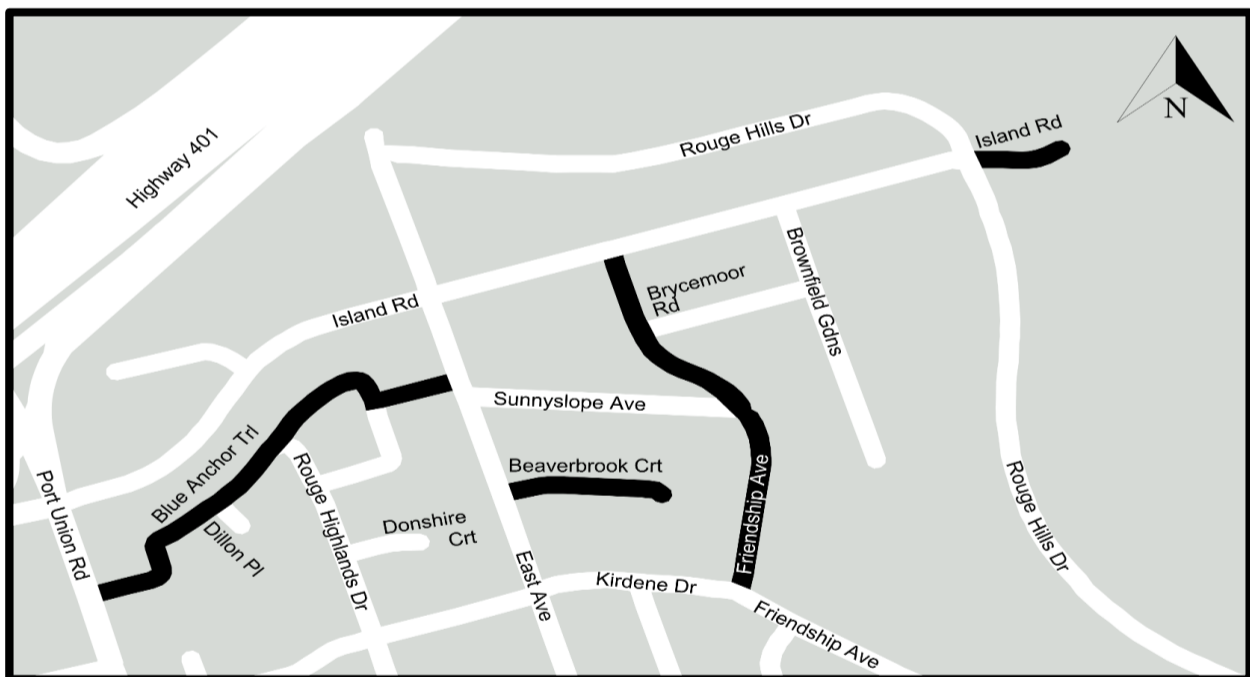 Highway 401
Rouge Hills Dr
Island Rd
N
Brownfield Gdns
Brycemoor
Rd
Island Rd
Sunnyslope Ave
Blue Anchor Trl
Beaverbrook Crt
Port Union Rd
Rouge Highlands Dr
Dillon Pl
Donshire
Crt
Friendship Ave
Rouge Hills Dr
East Ave
Kirdene Dr
Friendship Ave